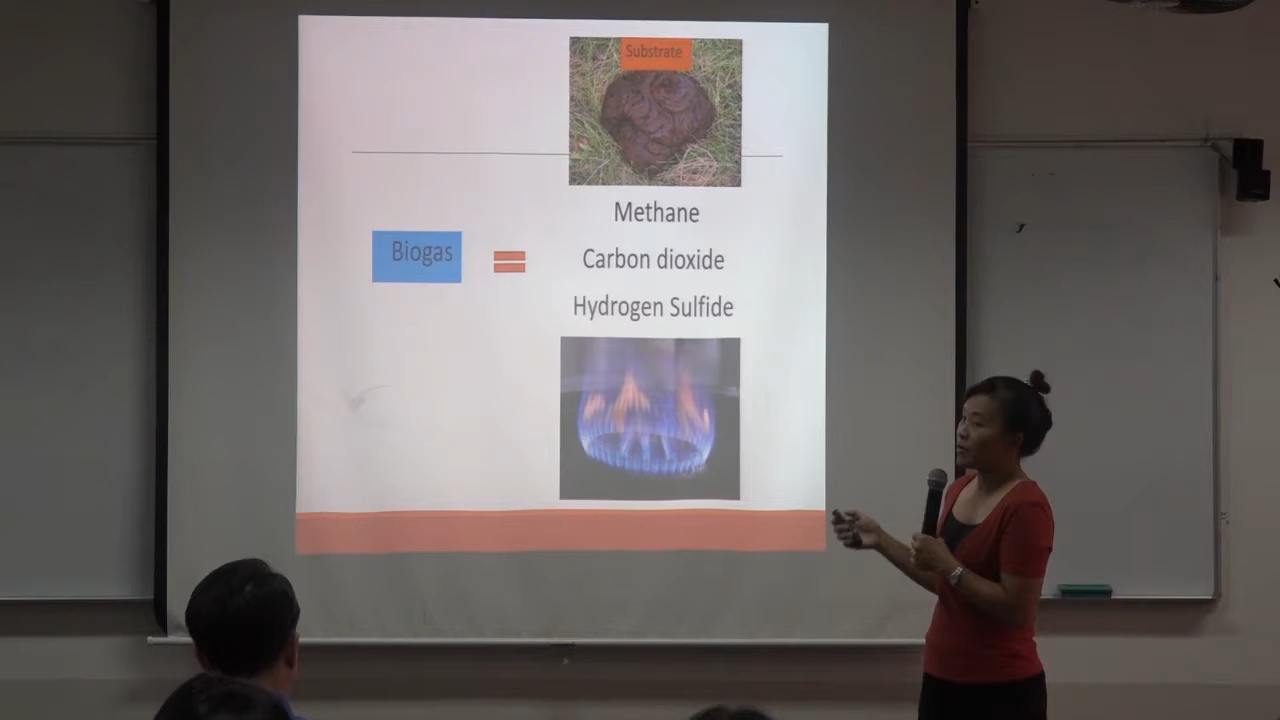 Substrate
Methane
Biogas
Carbon dioxide
Hydrogen Sulfide